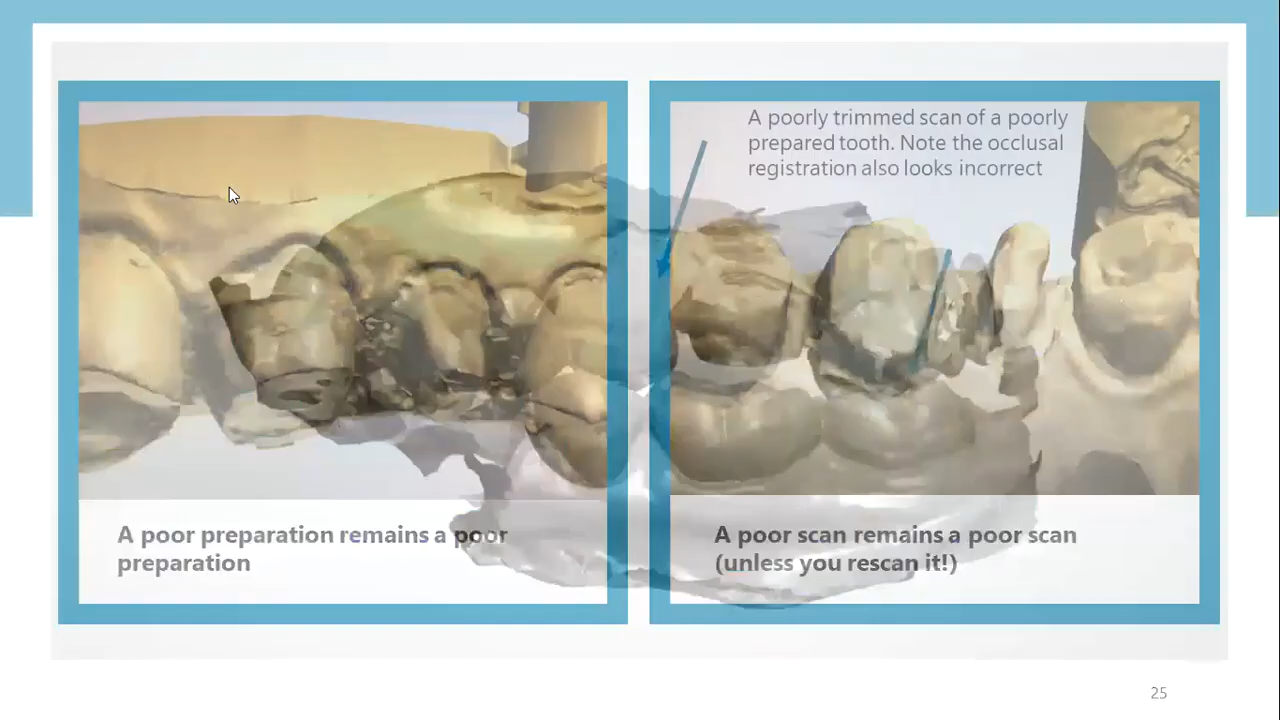 A poorly trimmed scan of a poorly
prepared tooth. Note the occlusal
registration also looks incorrect
A poor preparation remains a poor
preparation
A poor scan remains a poor scan
(unless you rescan it!)
25